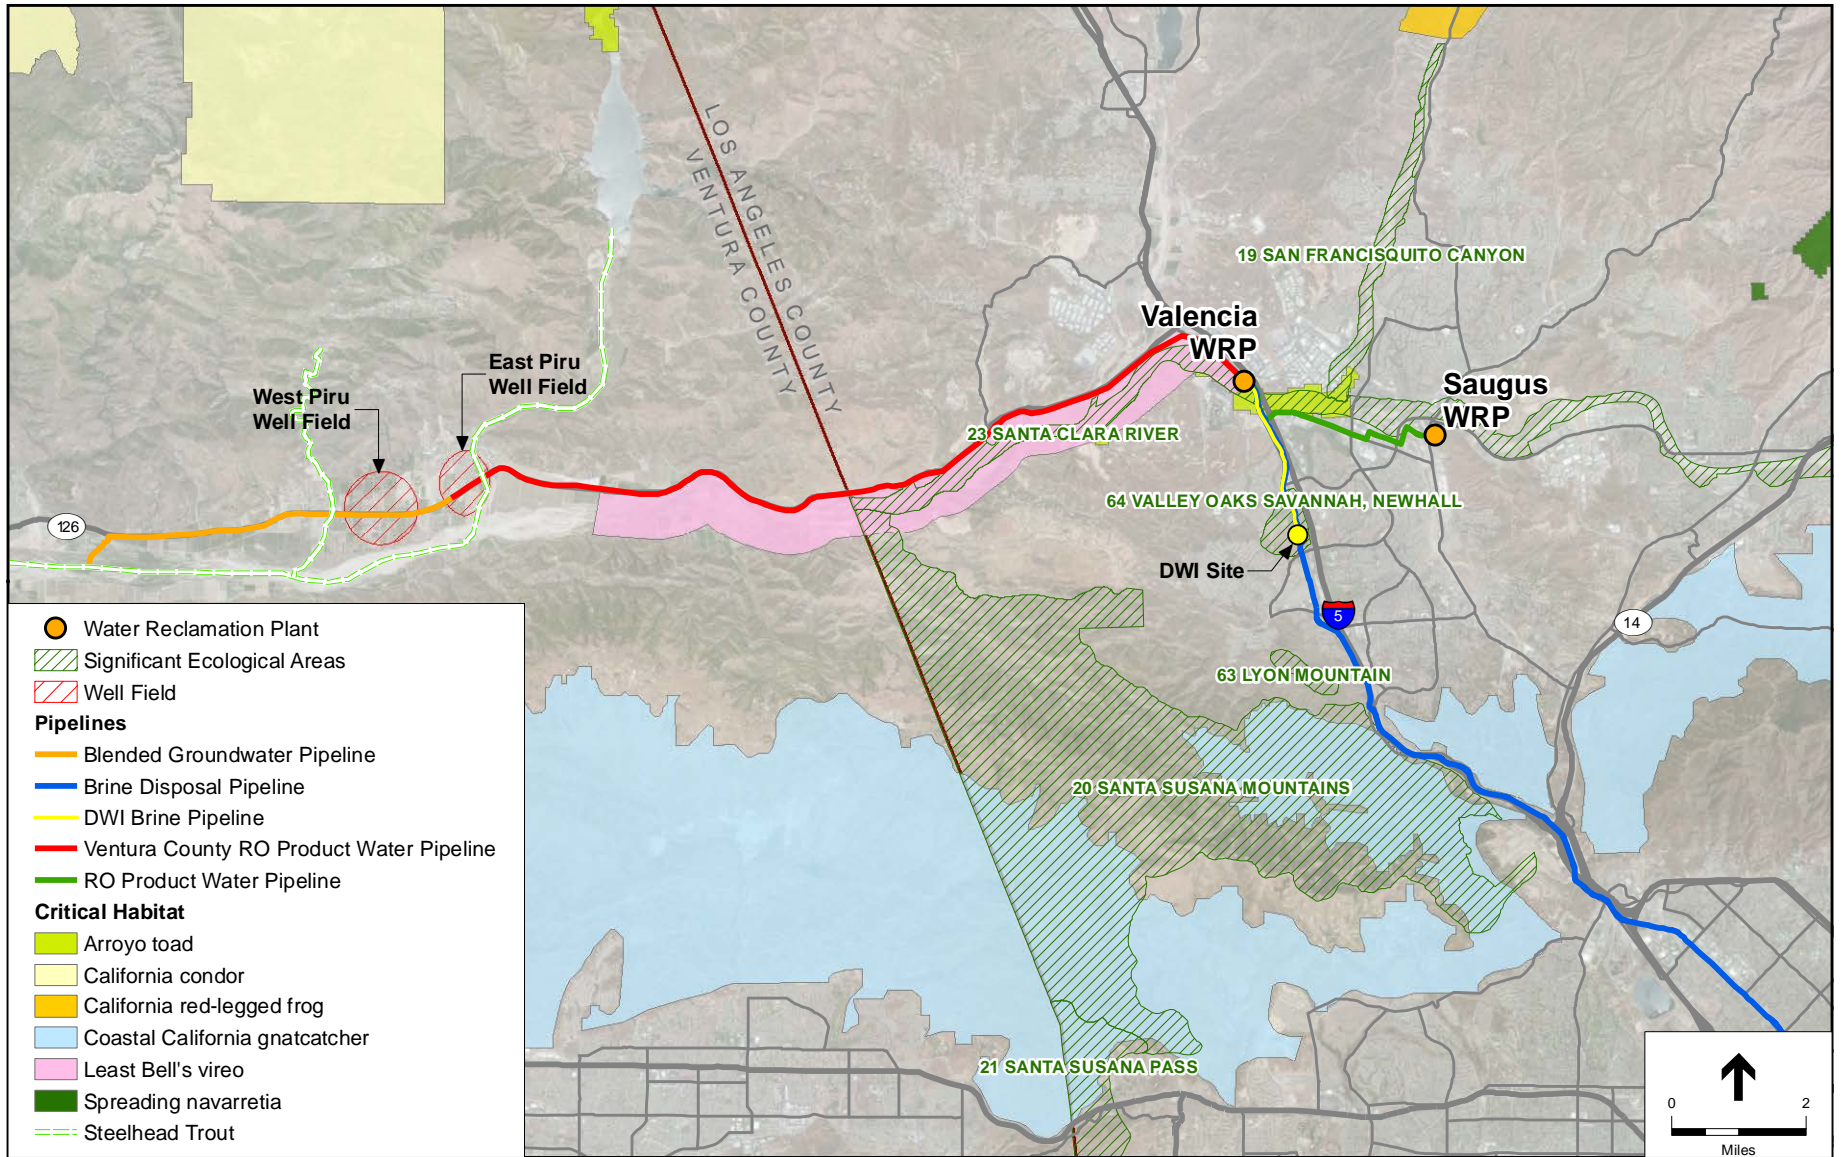 LOS ANGELES COUNTY
VENTURA COUNTY
19 SAN FRANCISQUITO CANYON
Valencia
WRP
East Piru
Well Field
West Piru
Well Field
Saugus
WRP
23 SANTA CLARA RIVER
64 VALLEY OAKS SAVANNAH, NEWHALL
126
DWI Site
5
14
63 LYON MOUNTAIN
20 SANTA SUSANA MOUNTAINS
21 SANTA SUSANA PASS
Water Reclamation Plant
Significant Ecological Areas
Well Field
Pipelines
Blended Groundwater Pipeline
Brine Disposal Pipeline
DWI Brine Pipeline
Ventura County RO Product Water Pipeline
RO Product Water Pipeline
Critical Habitat
Arroyo toad
California condor
California red-legged frog
Coastal California gnatcatcher
Least Bell's vireo
Spreading navarretia
Steelhead Trout
0 2
Miles